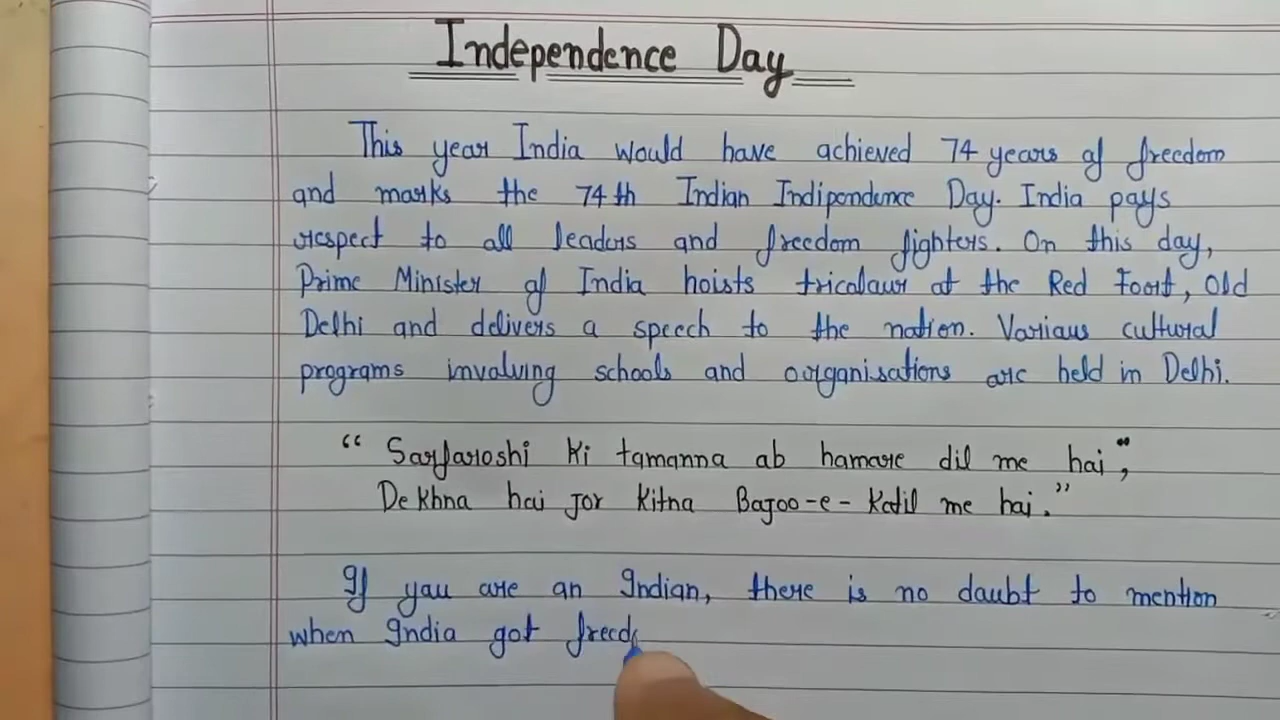 Independence Day
This year India would have achieved 74 years of freedom
and marks the 74th Indian Indipendence Day. India pays
respect to all leaders and freedom fighters. On this day,
Prime Minister of India hoists tricolour at the Red Foort, Old
Delhi and delivers a speech to the nation. Various cultural
programs involving schools and organisations are held in Delhi.
“ Sarfaroshi Ki tamanna ab hamare dil me hai”,
Dekhna hai Jor Kitna Bajoo-e-Katil me hai.”
If you are an Indian, there is no doubt to mention
when India got freedo